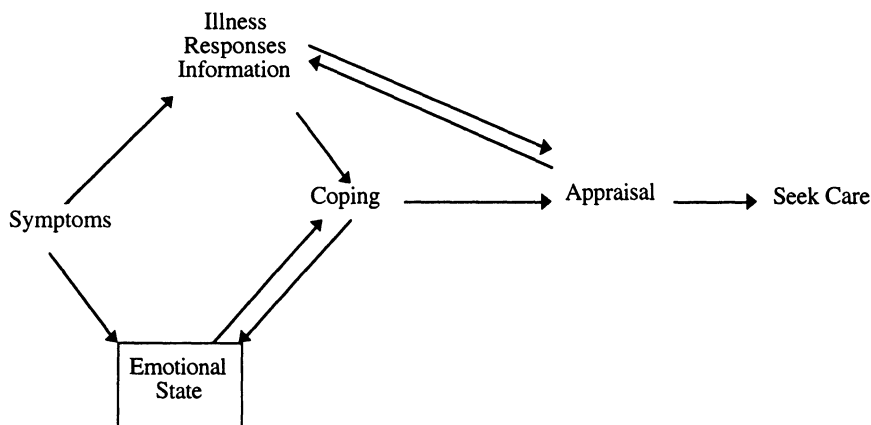 Illness
Responses
Information
Coping
Appraisal
Seek Care
Symptoms
Emotional
State